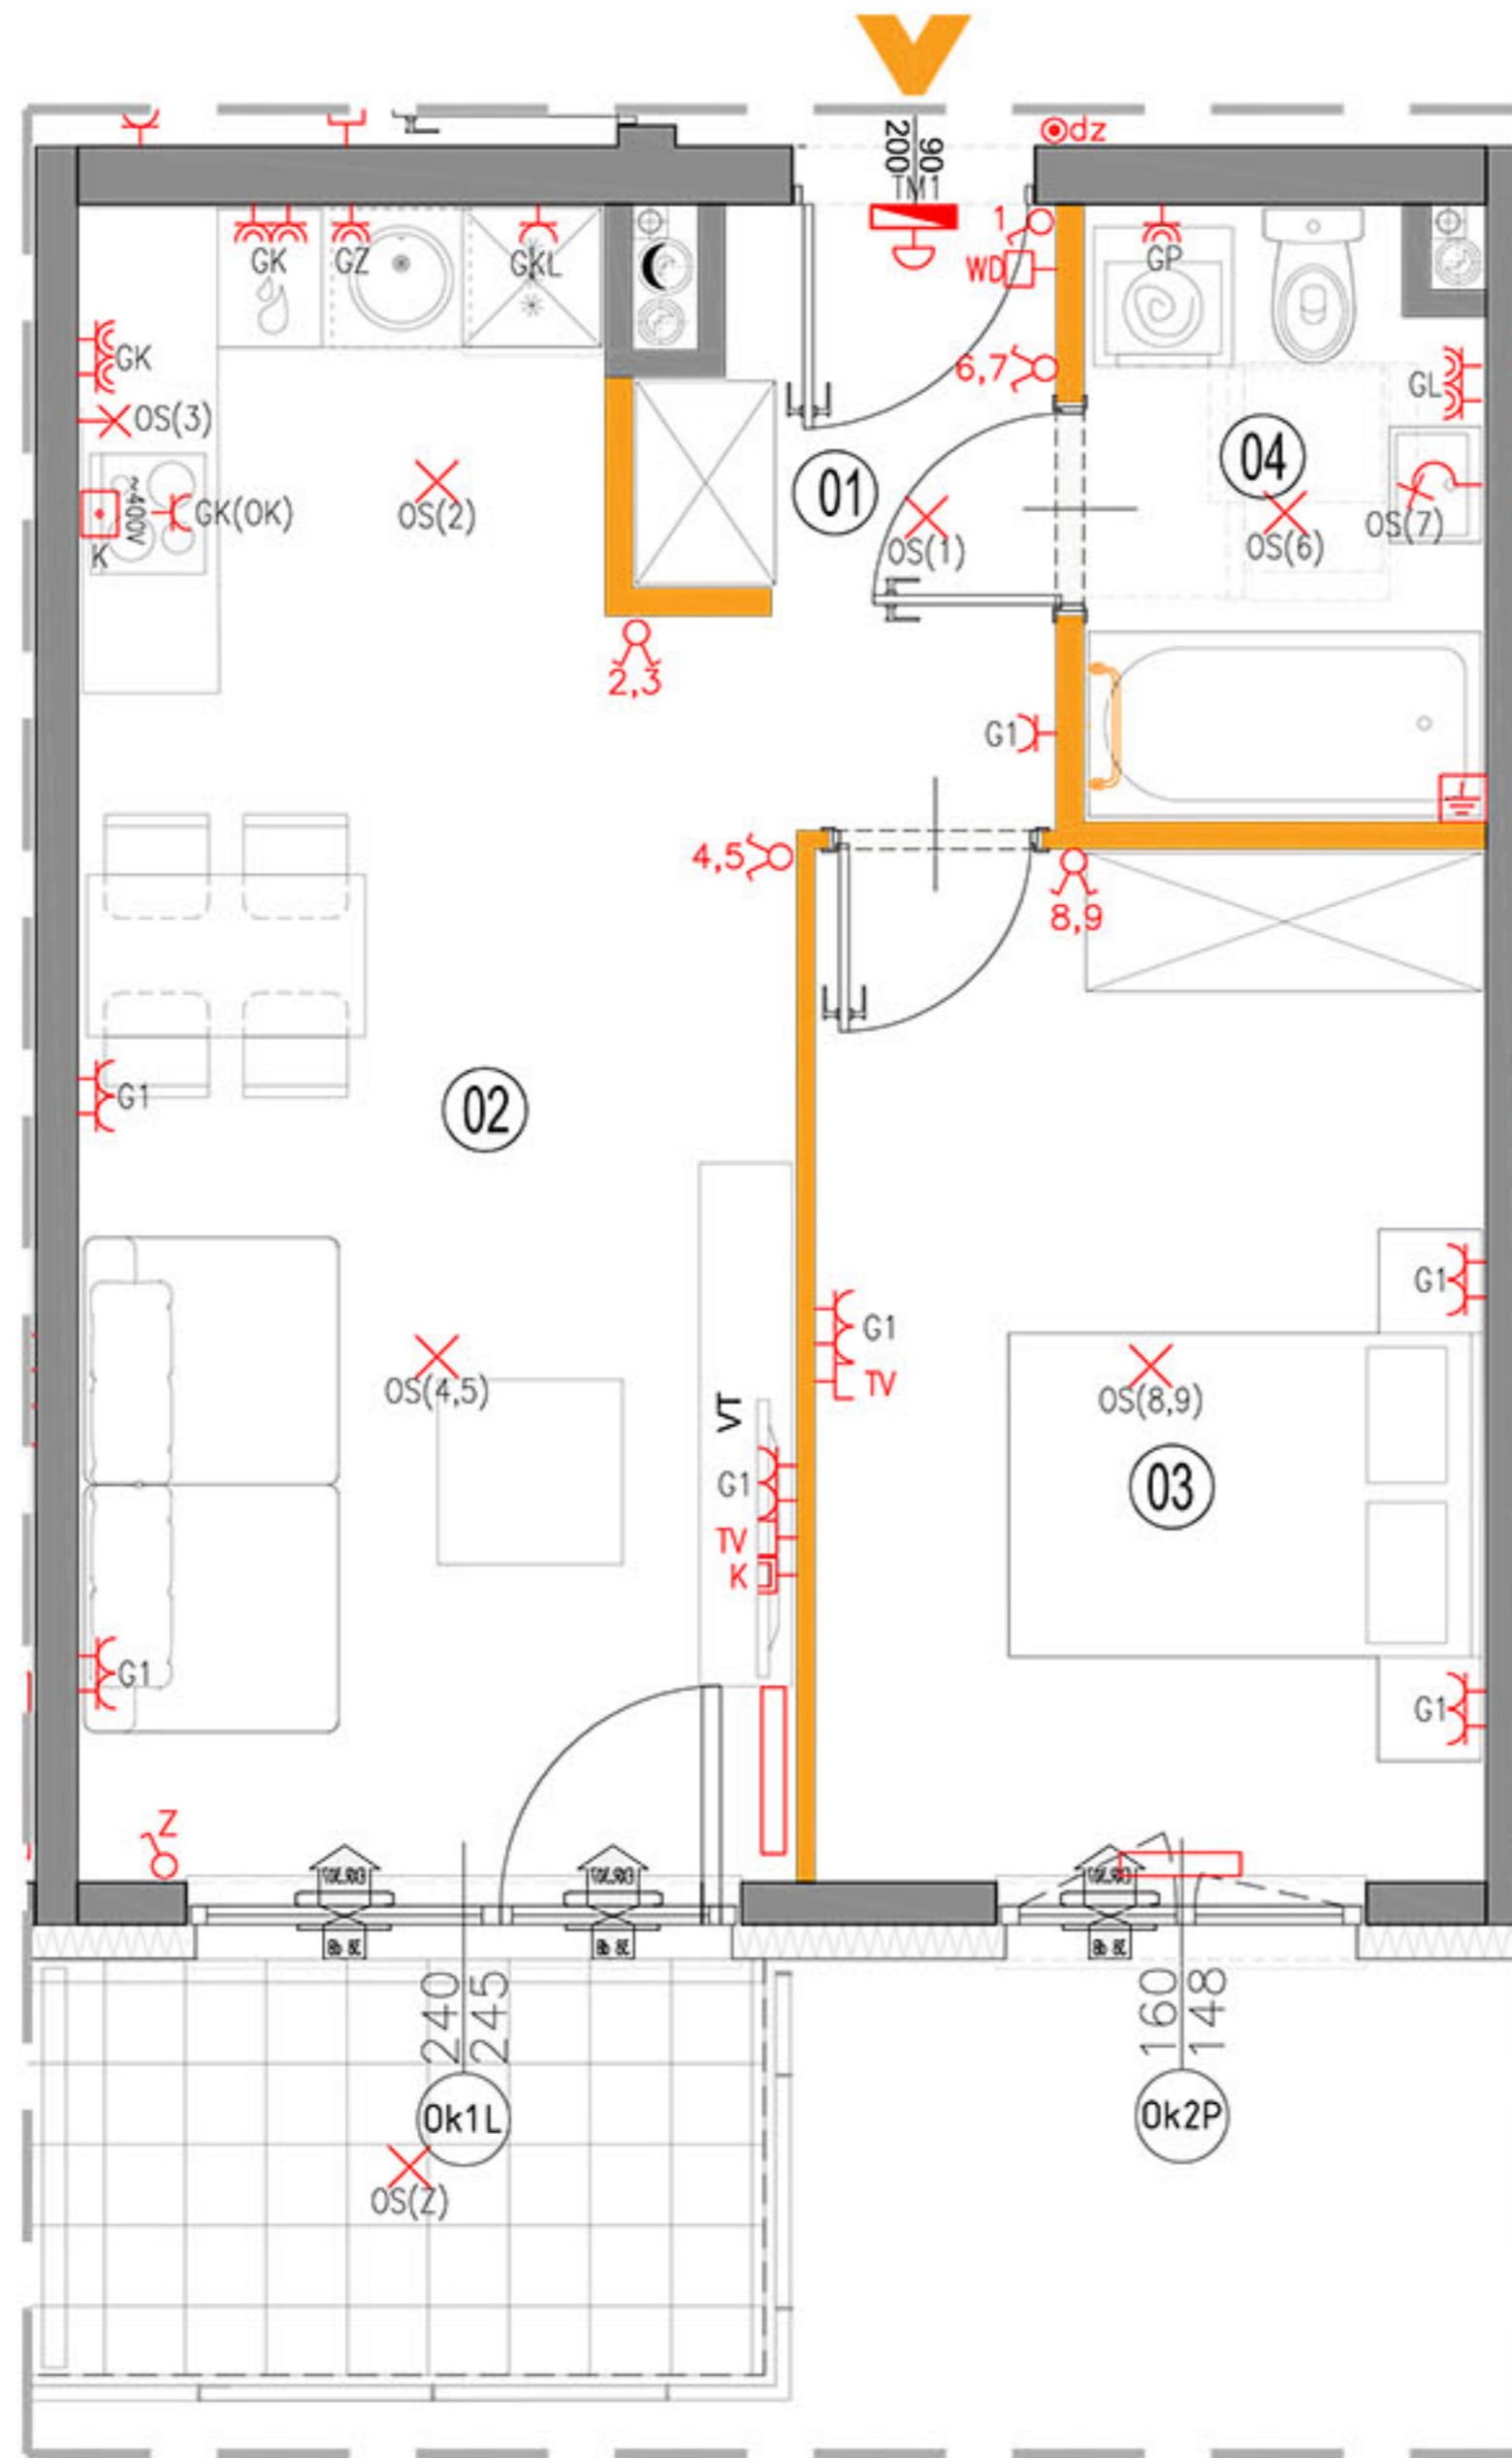 dz
90
200
TM1
1
GK
GZ
GKL
WD
GP
GK
6,7
GL
OS(3)
04
01
~400V
GK(OK)
K
OS(2)
OS(1)
OS(6)
OS(7)
2,3
G1
4,5
8,9
G1
02
G1
G1
TV
OS(4,5)
OS(8,9)
VT
G1
03
TV
K
G1
G1
Z
240
245
160
148
Ok1L
Ok2P
OS(Z)